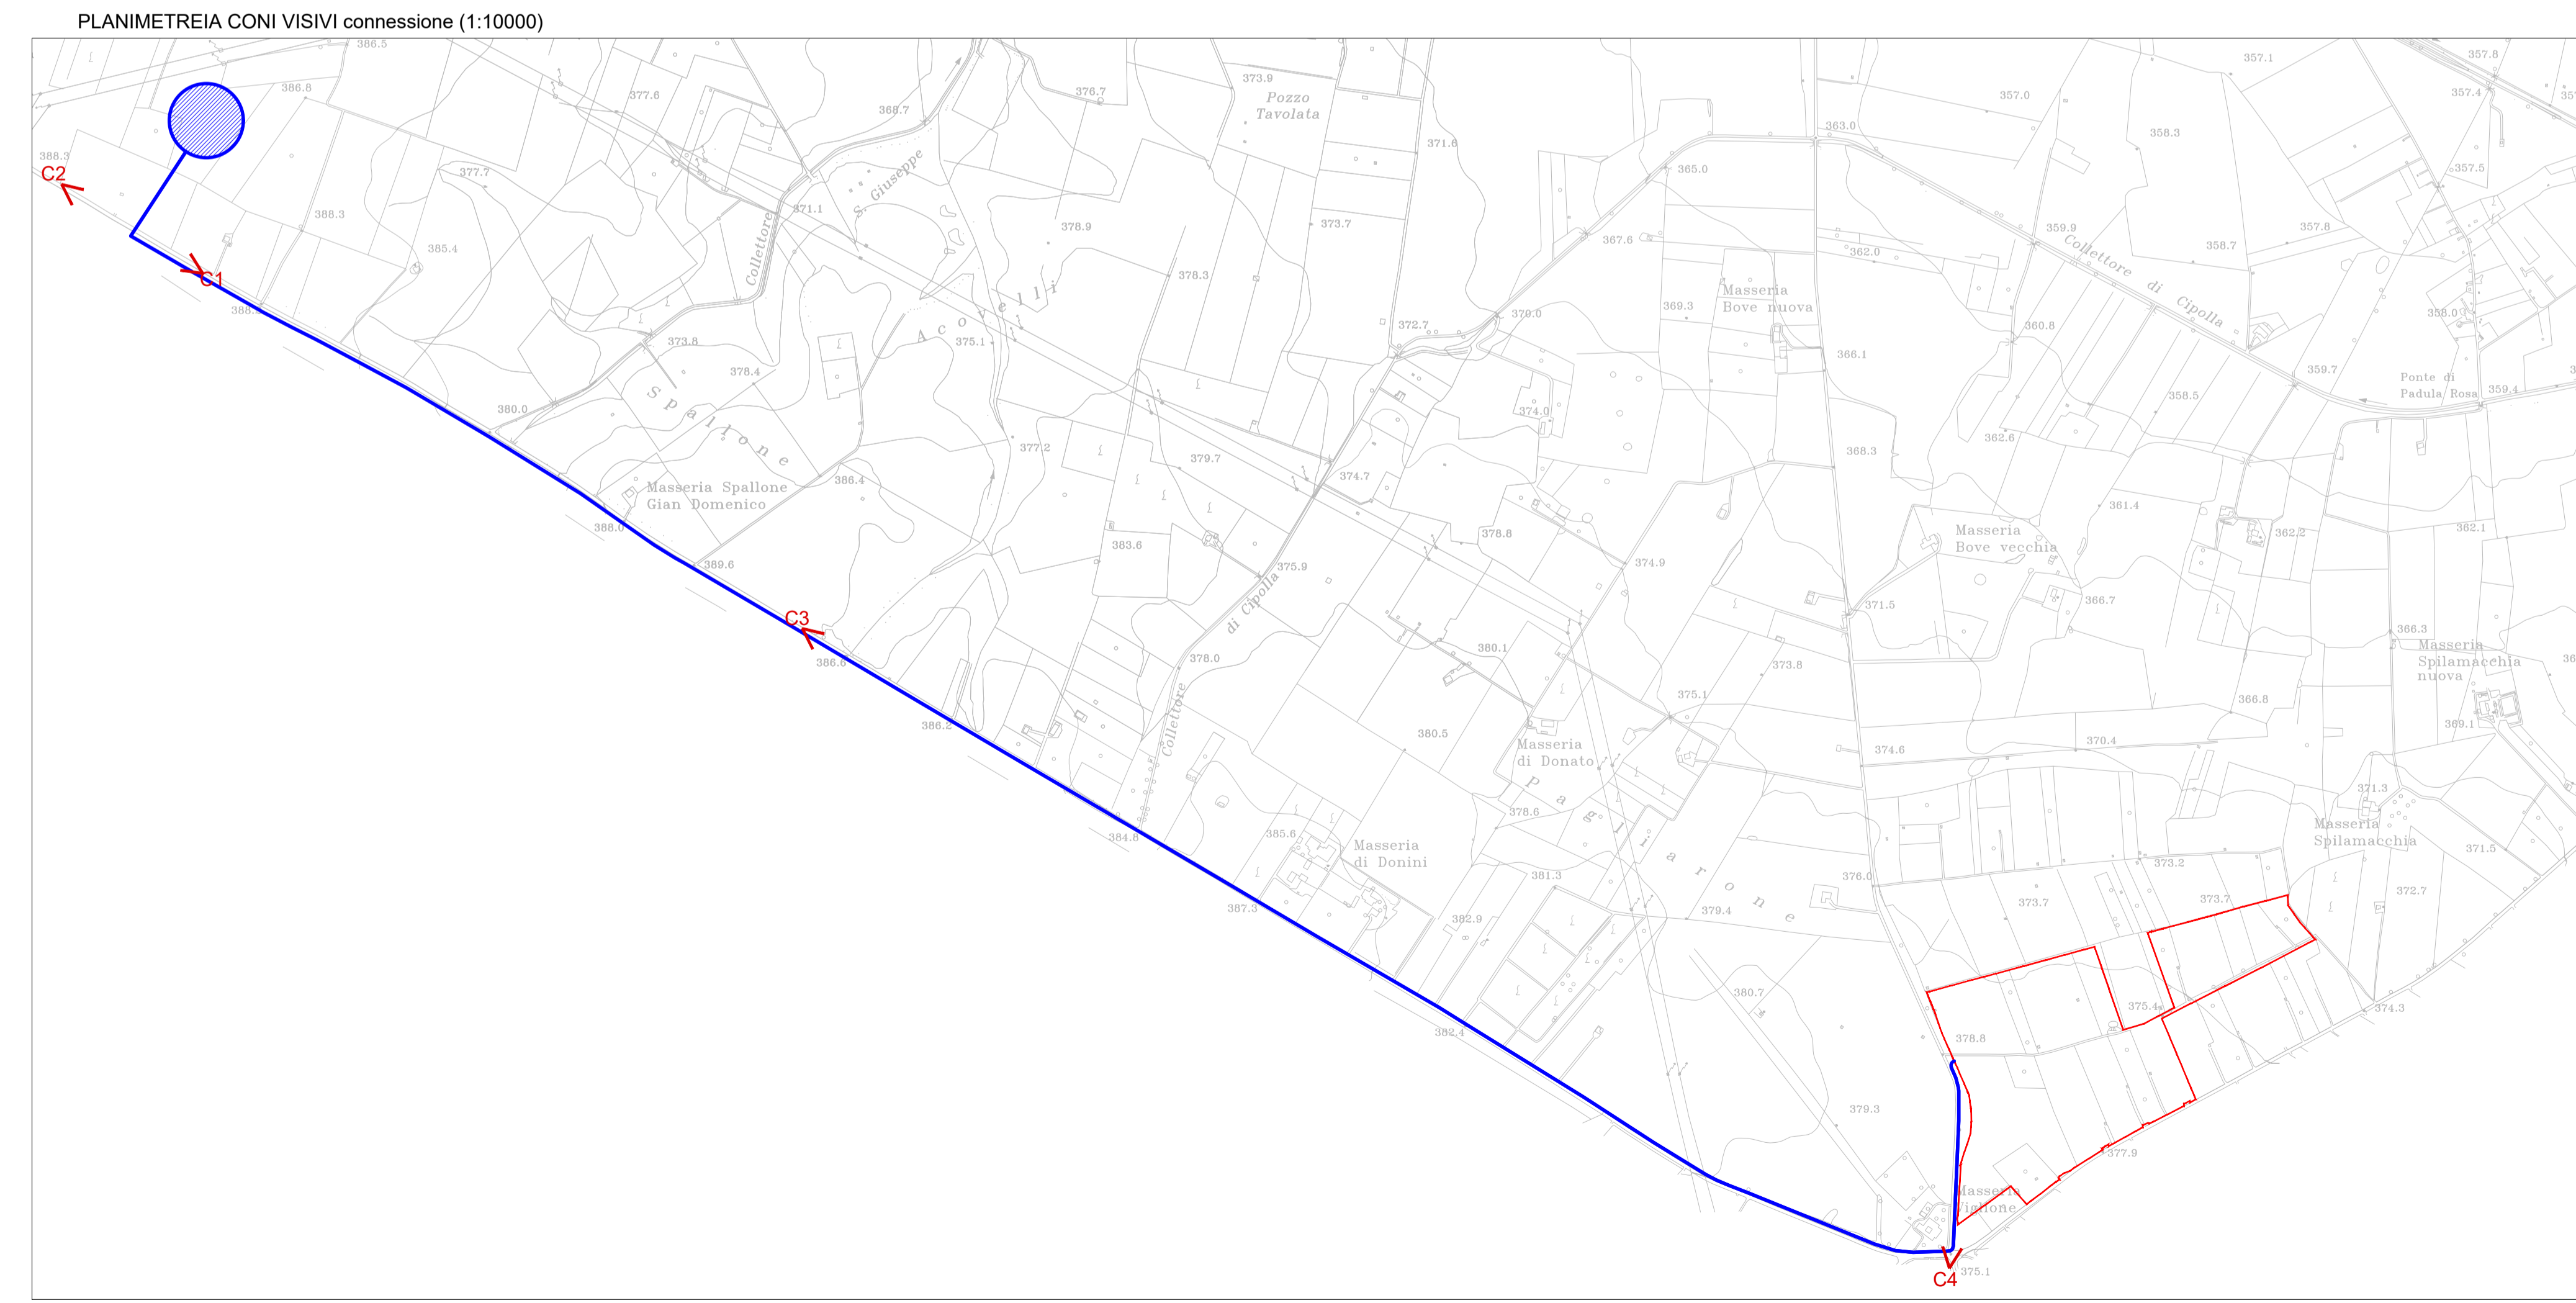 PLANIMETREIA CONI VISIVI connessione (1:10000)
386.5
357.8
357.1
373.9
386.8
377.6
376.7
357.4
Pozzo
Tavolata
357.0
368.7
363.0
358.3
371.6
388.3
C2
377.7
365.0
357.5
S. Giuseppe
388.3
371.1
378.9
373.7
367.6
359.9
357.8
385.4
Collettore
362.0
358.7
Collettore di Cipolla
C1
378.3
Masseria
Bove nuova
369.3
370.0
358.0
Acovelli
372.7
360.8
373.8
375.1
366.1
378.4
359.7
Ponte di
Padula Rosa
359.4
380.0
Spallone
374.0
358.5
377.2
362.6
379.7
368.3
374.7
386.4
Masseria Spallone
Gian Domenico
361.4
388.0
378.8
362.1
Masseria
Bove vecchia
362.2
383.6
389.6
375.9
374.9
di Cipolla
371.5
366.7
C3
366.3
Masseria
Spilamacchia
nuova
380.1
386.6
378.0
373.8
375.1
366.8
Collettore
386.2
380.5
369.1
Masseria
di Donato
374.6
370.4
Paglarone
371.3
378.6
384.8
385.6
Masseria
di Donini
Masseria
Spilamacchia
371.5
373.2
381.3
376.0
372.7
387.3
382.9
379.4
373.7
373.7
380.7
375.4
374.3
382.4
378.8
379.3
377.9
Masseria
Viglione
375.1
C4